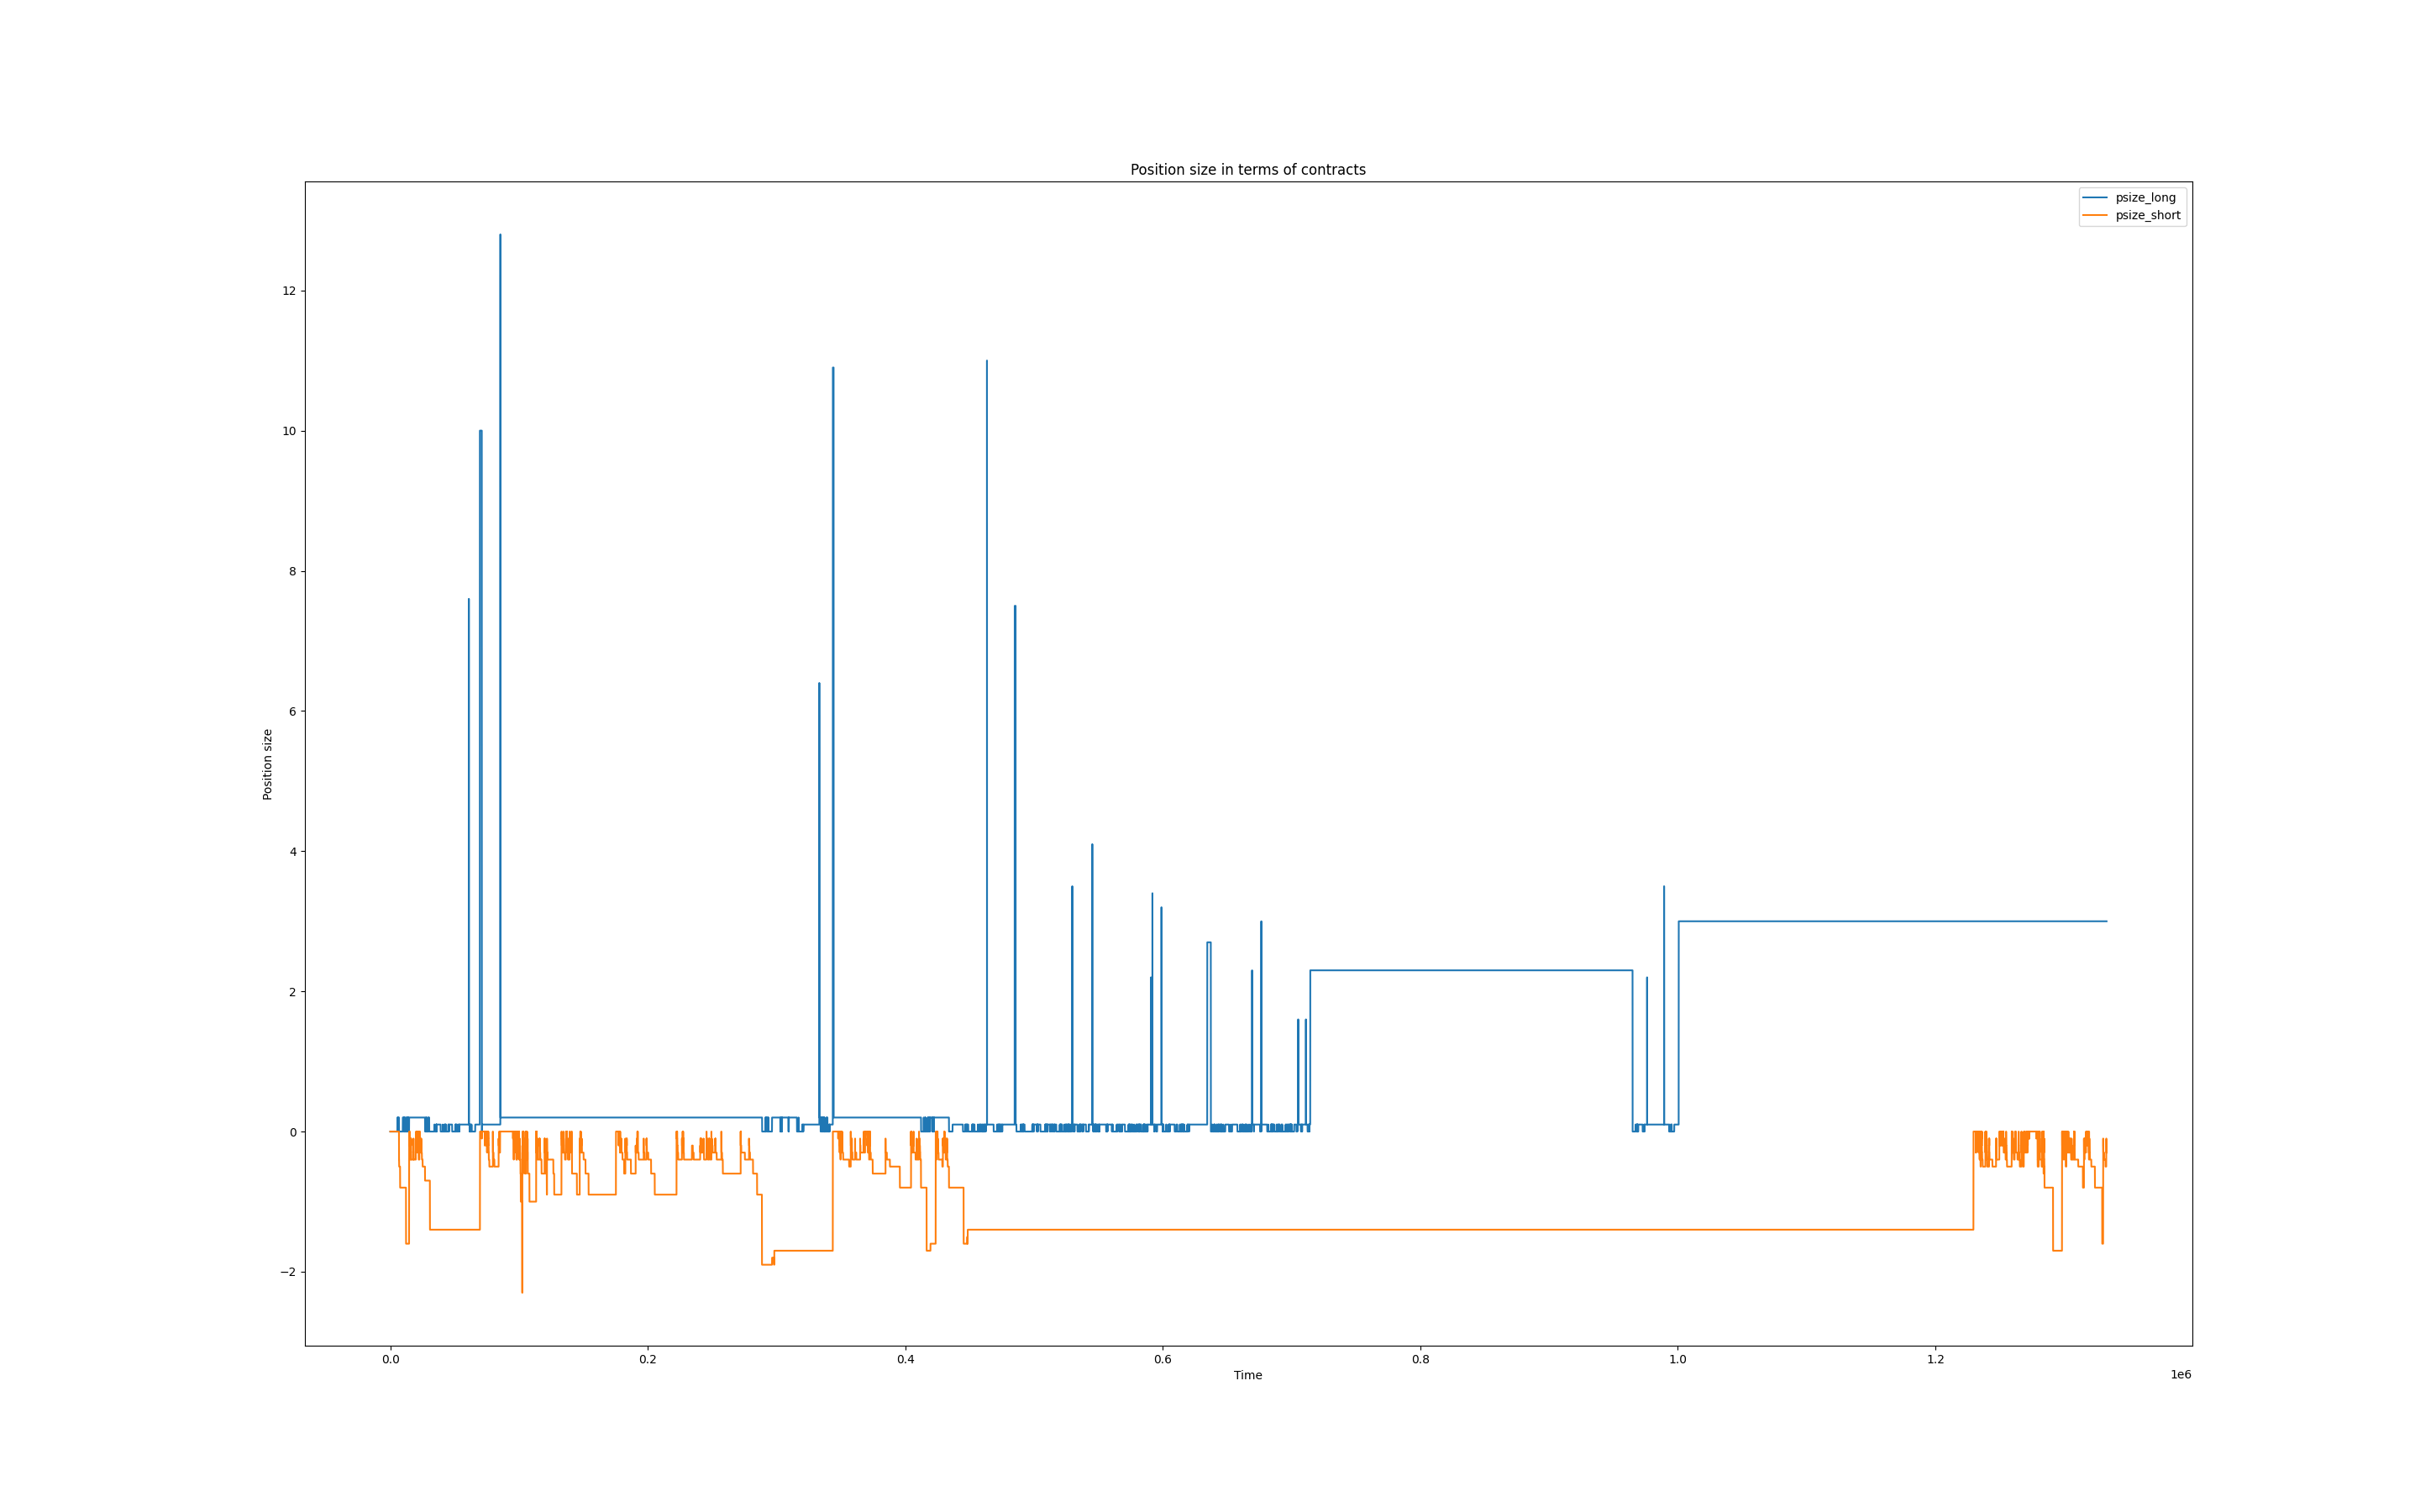 Position size in terms of contracts
psize_long
psize_short
12
10
8
6
4
2
0
−2
Position size
0.0 0.2 0.4 0.6 0.8 1.0 1.2
Time
1e6